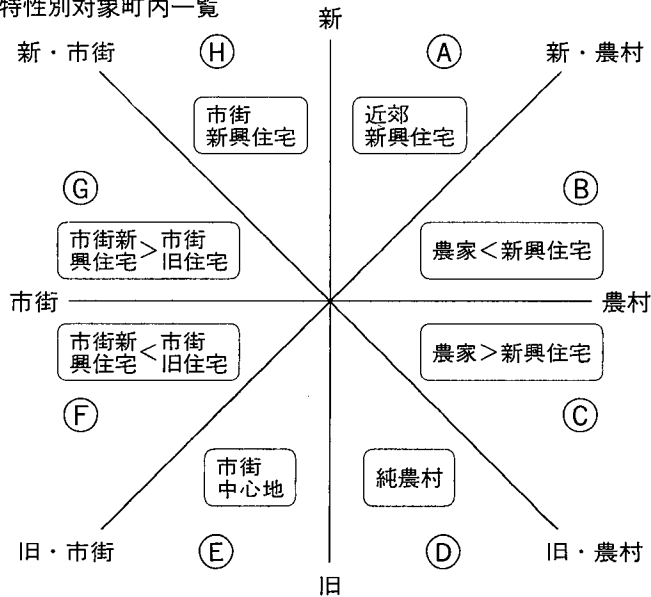 特性別対象町内一覧
新
新・市街
Ⓗ
Ⓐ
新・農村
市街
新興住宅
近郊
新興住宅
Ⓖ
Ⓑ
市街新興住宅>市街旧住宅
農家<新興住宅
市街
農村
市街新興住宅<市街旧住宅
農家>新興住宅
Ⓕ
Ⓒ
市街
中心地
純農村
旧・市街
Ⓔ
Ⓓ
旧・農村
旧